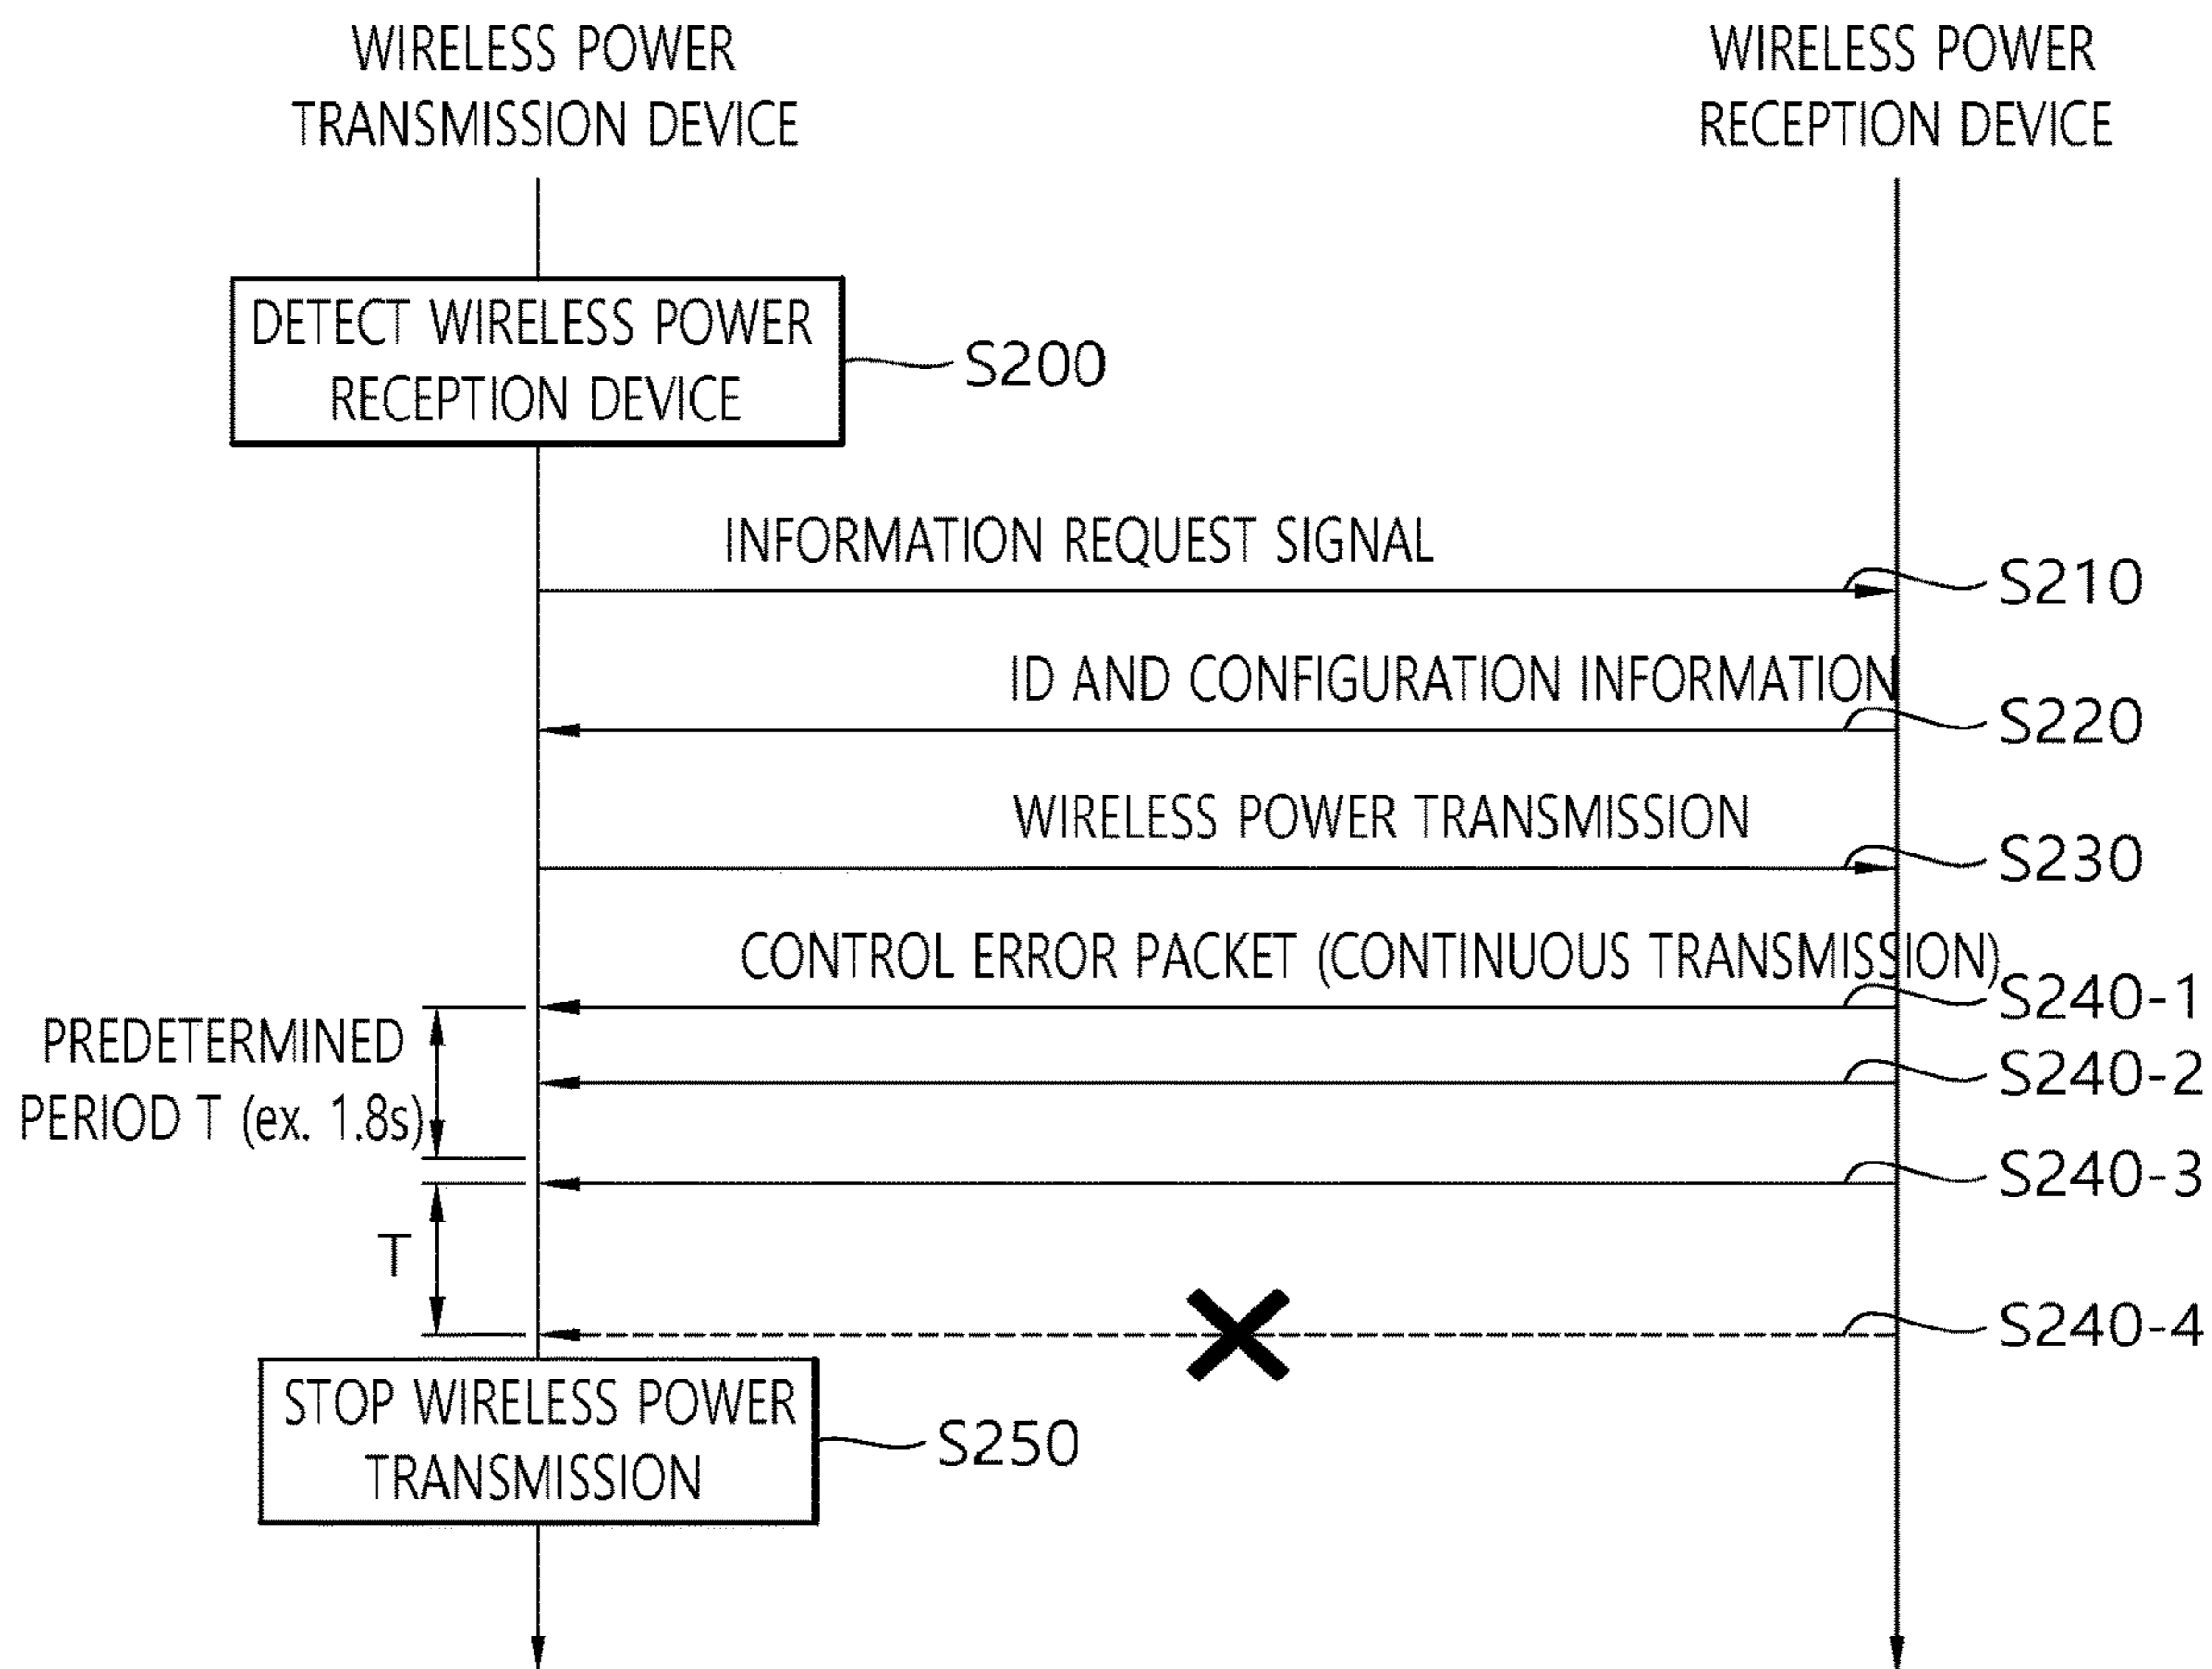 WIRELESS POWER
TRANSMISSION DEVICE
WIRELESS POWER
RECEPTION DEVICE
DETECT WIRELESS POWER
RECEPTION DEVICE
S200
INFORMATION REQUEST SIGNAL
S210
ID AND CONFIGURATION INFORMATION
S220
WIRELESS POWER TRANSMISSION
S230
CONTROL ERROR PACKET (CONTINUOUS TRANSMISSION)
S240-1
PREDETERMINED
PERIOD T (ex. 1.8s)
S240-2
S240-3
T
S240-4
STOP WIRELESS POWER
TRANSMISSION
S250